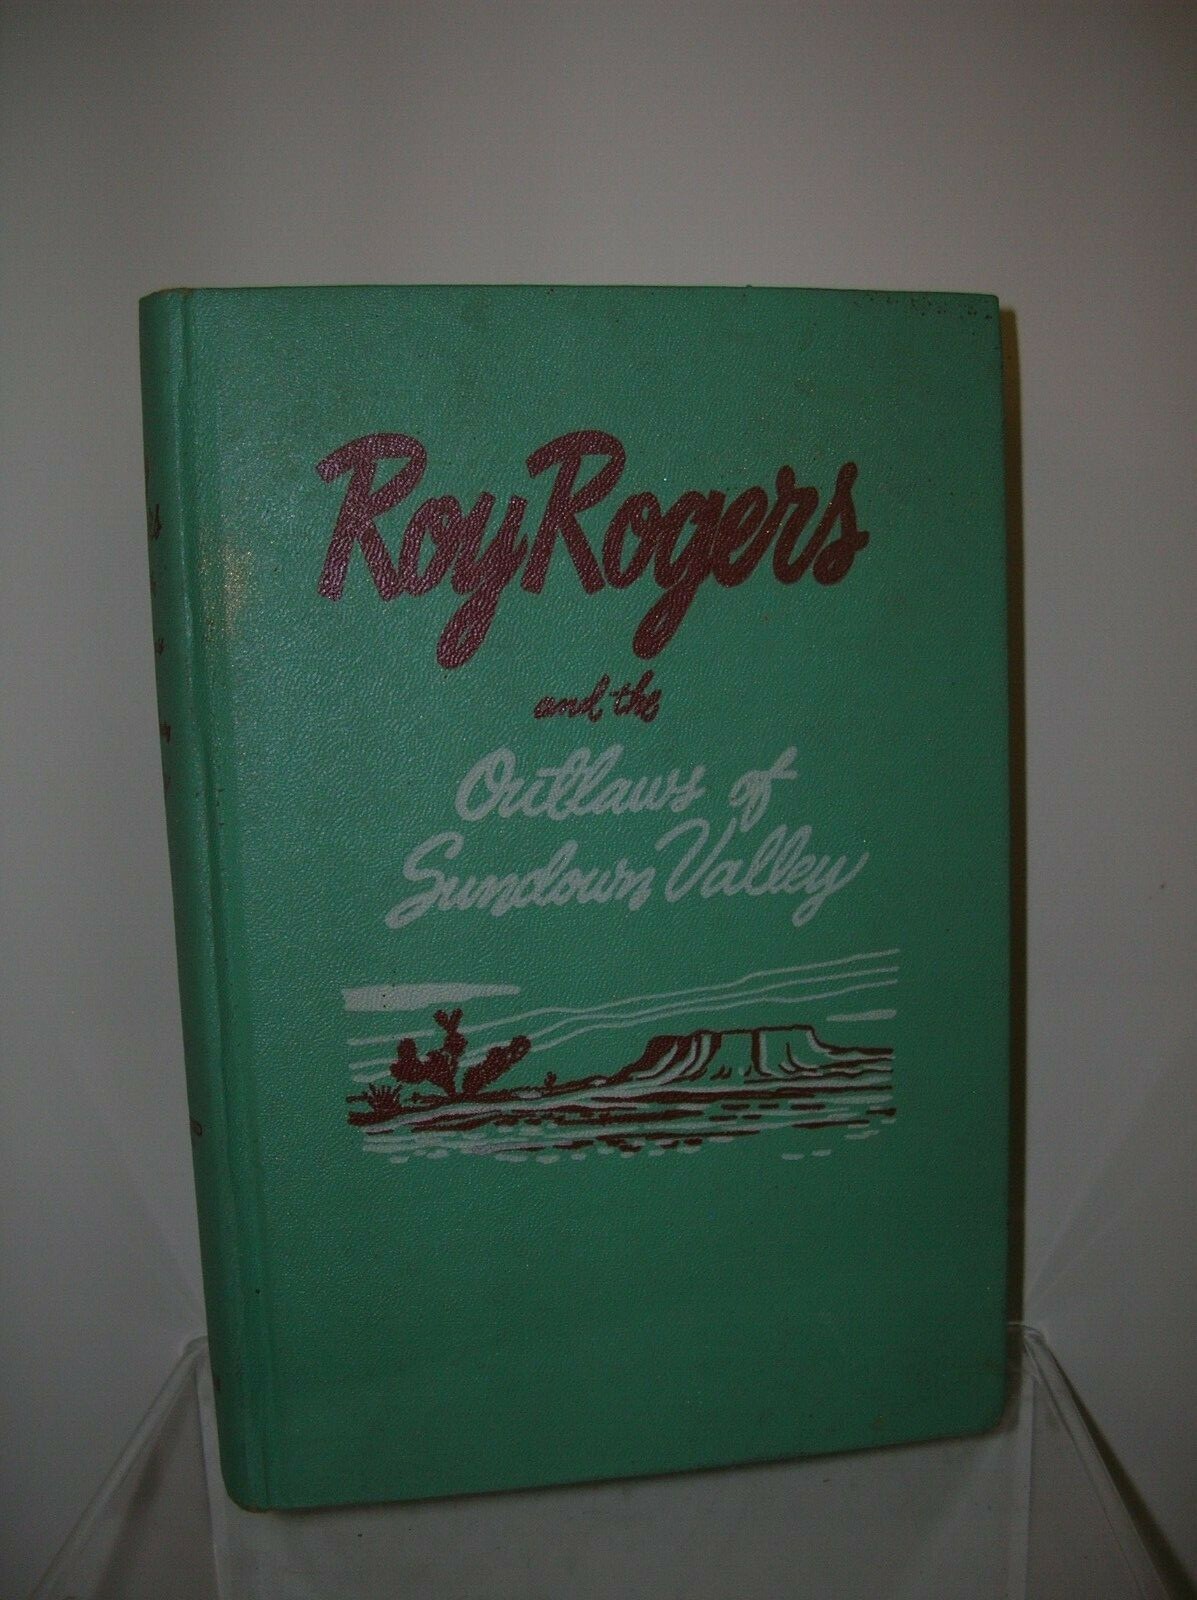 Roy Rogers
and the
Outlaws of
Sundown Valley